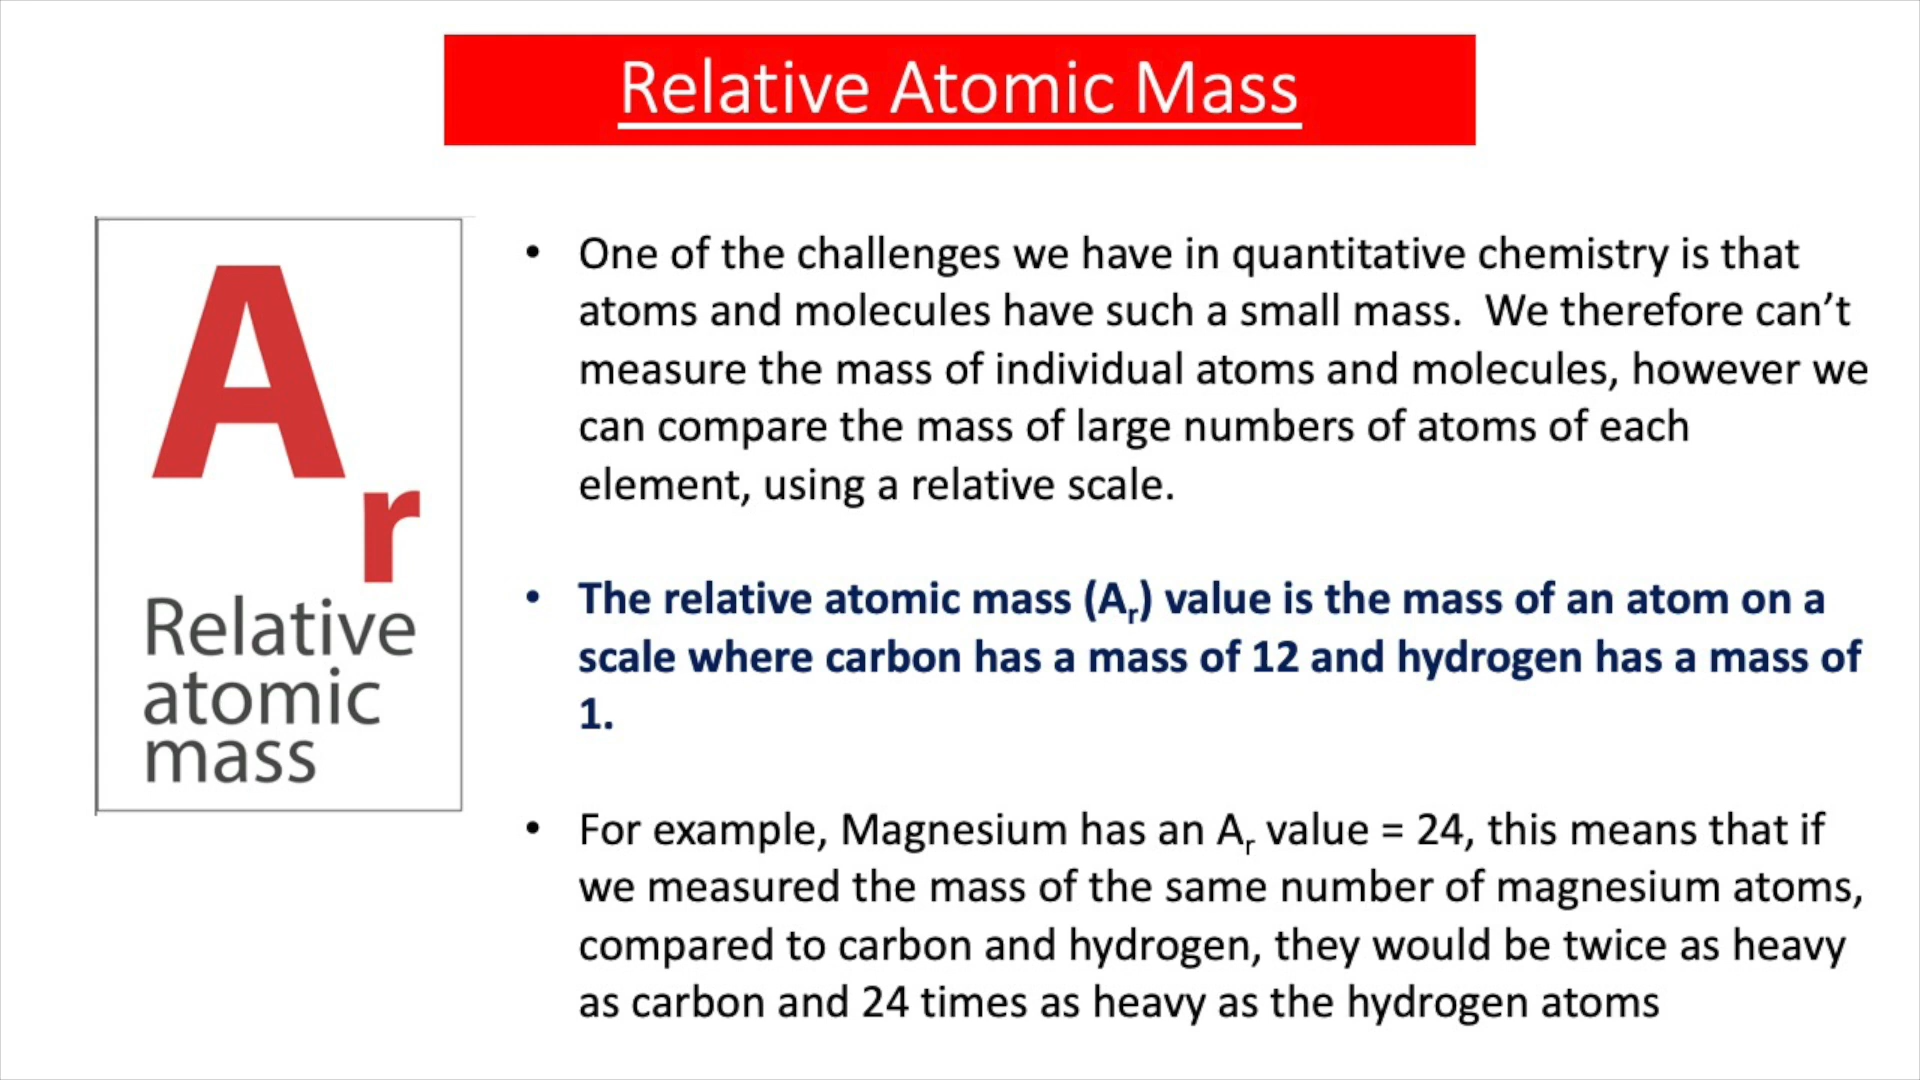 Relative Atomic Mass
A
r
Relative
atomic
mass
• One of the challenges we have in quantitative chemistry is that
atoms and molecules have such a small mass.  We therefore can’t
measure the mass of individual atoms and molecules, however we
can compare the mass of large numbers of atoms of each
element, using a relative scale.
• The relative atomic mass (Ar) value is the mass of an atom on a
scale where carbon has a mass of 12 and hydrogen has a mass of
1.
• For example, Magnesium has an Ar value = 24, this means that if
we measured the mass of the same number of magnesium atoms,
compared to carbon and hydrogen, they would be twice as heavy
as carbon and 24 times as heavy as the hydrogen atoms